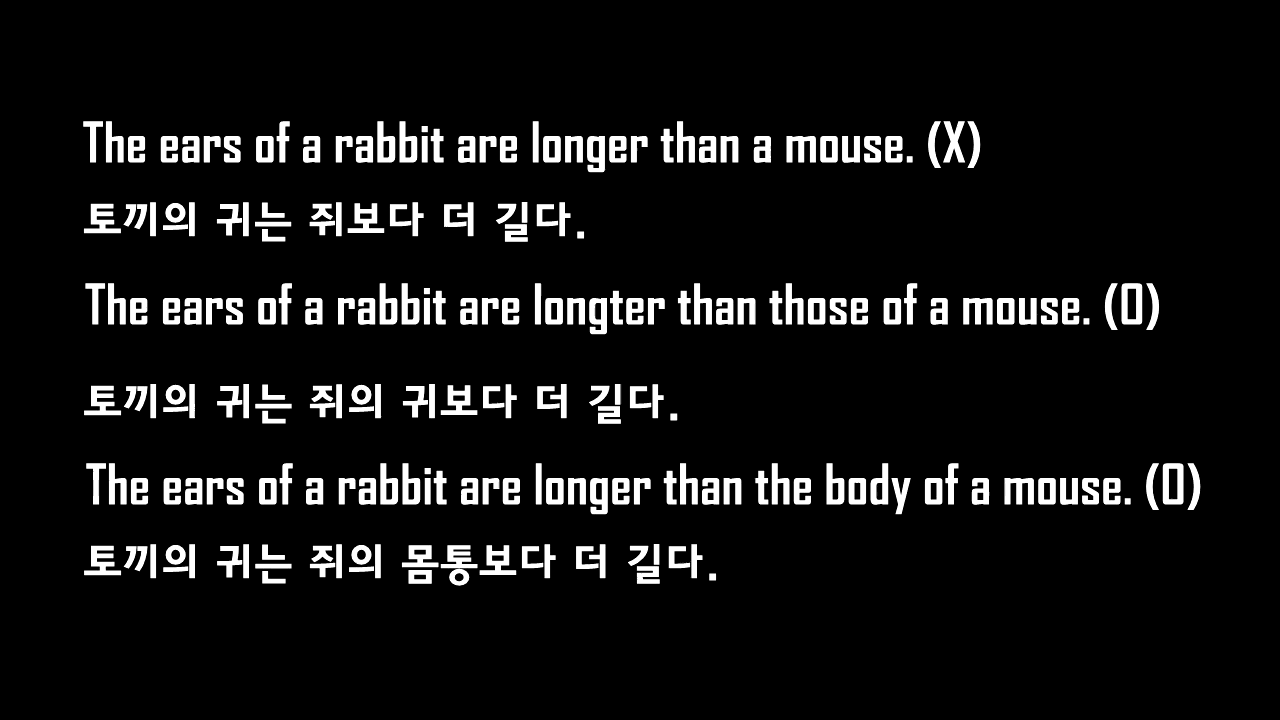 The ears of a rabbit are longer than a mouse. (X)
토끼의 귀는 쥐보다 더 길다.
The ears of a rabbit are longter than those of a mouse. (O)
토끼의 귀는 쥐의 귀보다 더 길다.
The ears of a rabbit are longer than the body of a mouse. (O)
토끼의 귀는 쥐의 몸통보다 더 길다.